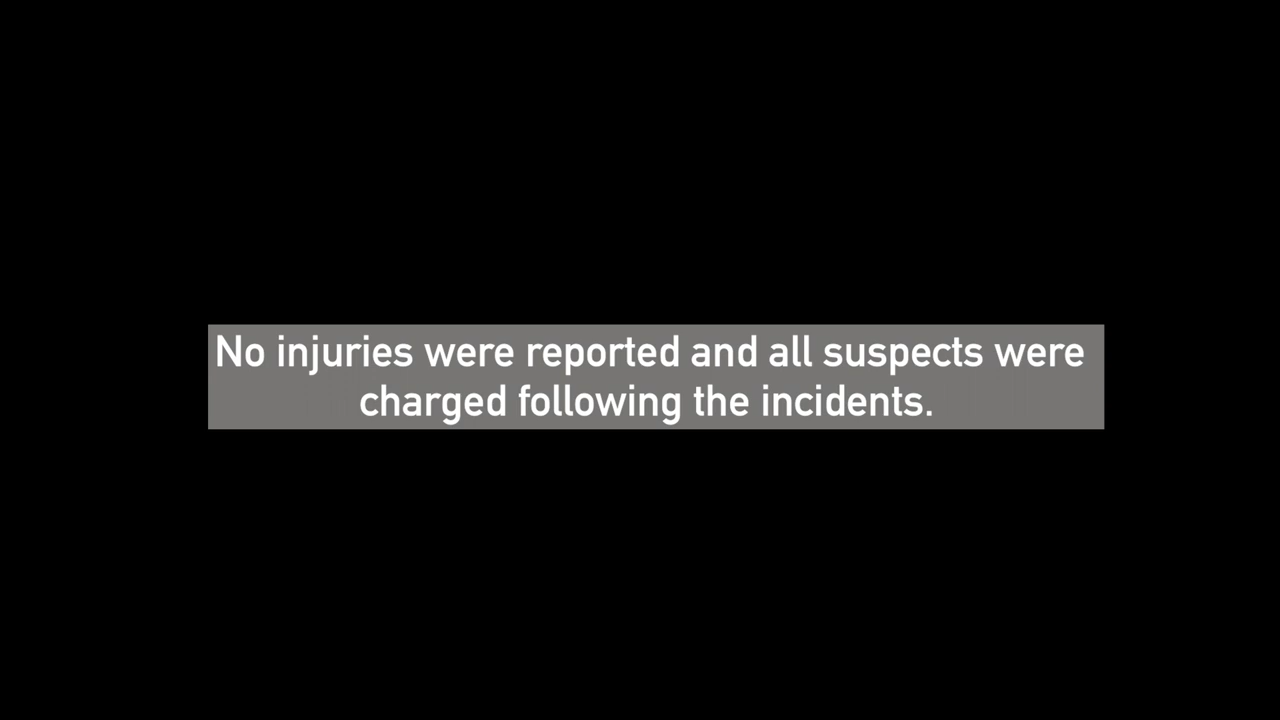 No injuries were reported and all suspects were
charged following the incidents.